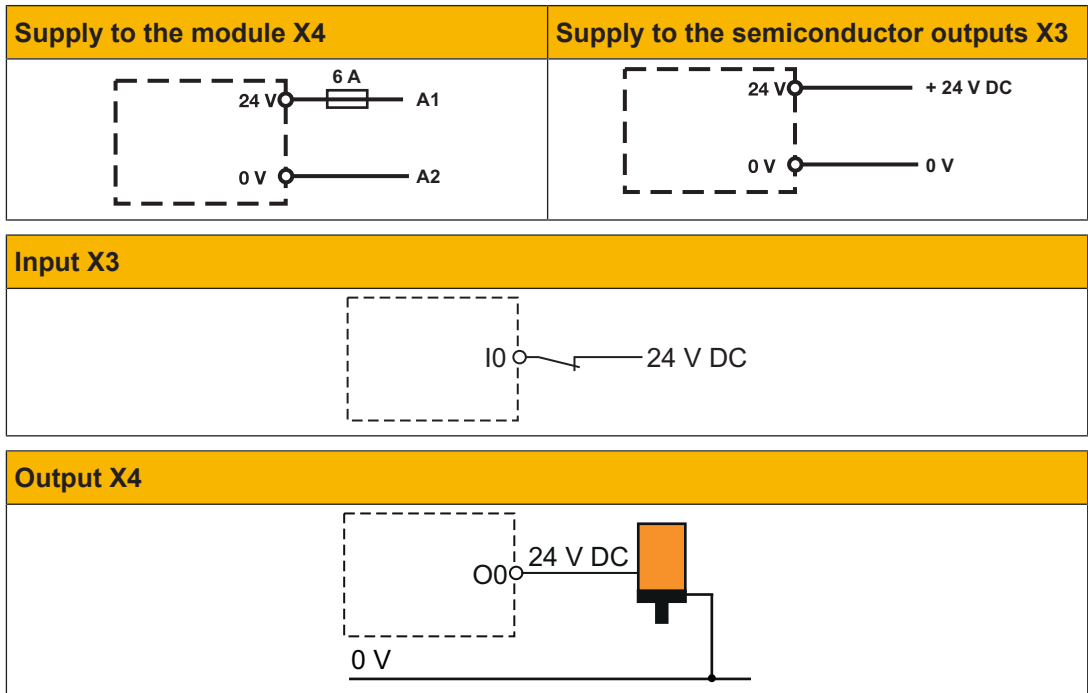 Supply to the module X4
Supply to the semiconductor outputs X3
6 A
24 V
A1
0 V
A2
24 V
+ 24 V DC
0 V
0 V
Input X3
I0
24 V DC
Output X4
O0
24 V DC
0 V